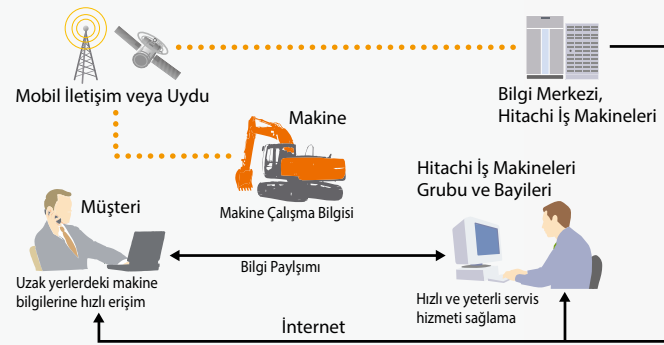 Mobil İletişim veya Uydu
Bilgi Merkezi,
Hitachi İş Makineleri
Makine
Makine Çalışma Bilgisi
Hitachi İş Makineleri
Grubu ve Bayileri
Müşteri
Bilgi Paylşımı
Uzak yerlerdeki makine
bilgilerine hızlı erişim
Hızlı ve yeterli servis
hizmeti sağlama
İnternet